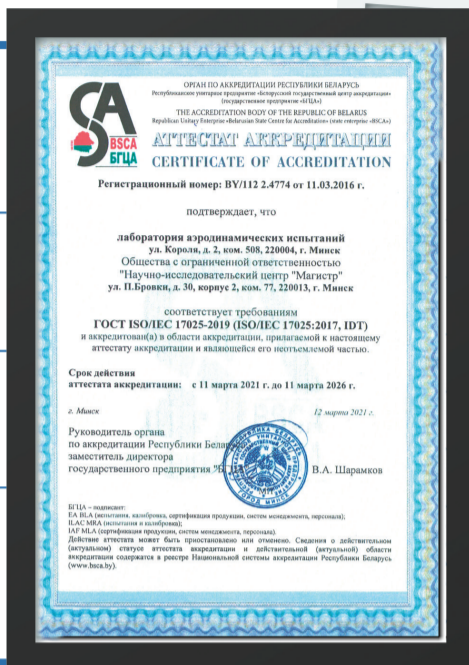 ОРГАН ПО АККРЕДИТАЦИИ РЕСПУБЛИКИ БЕЛАРУСЬ
Республиканское унитарное предприятие «Белорусский государственный центр аккредитации»
(государственное предприятие «БГЦА»)
THE ACCREDITATION BODY OF THE REPUBLIC OF BELARUS
Republican Unitary Enterprise «Belarusian State Centre for Accreditation» (state enterprise «BSCA»)
BSCA
БГЦА
АТТЕСТАТ АККРЕДИТАЦИИ
CERTIFICATE OF ACCREDITATION
Регистрационный номер: BY/112 2.4774 от 11.03.2016 г.
подтверждает, что
лаборатория аэродинамических испытаний
ул. Короля, д. 2, ком. 508, 220004, г. Минск
Общества с ограниченной ответственностью
"Научно-исследовательский центр "Магистр"
ул. П.Бровки, д. 30, корпус 2, ком. 77, 220013, г. Минск
соответствует требованиям
ГОСТ ISO/IEC 17025-2019 (ISO/IEC 17025:2017, IDT)
и аккредитован(а) в области аккредитации, прилагаемой к настоящему
аттестату аккредитации и являющейся его неотъемлемой частью.
Срок действия
аттестата аккредитации: с 11 марта 2021 г. до 11 марта 2026 г.
г. Минск 12 марта 2021 г.
Руководитель органа
по аккредитации Республики Бела
заместитель директора
государственного предприятия "БГЦА" В.А. Шарамков
БГЦА – подписант:
EA BLA (испытания, калибровка, сертификация продукции, систем менеджмента, персонала);
ILAC MRA (испытания и калибровка);
IAF MLA (сертификация продукции, систем менеджмента, персонала).
Действие аттестата может быть приостановлено или отменено. Сведения о действительном
(актуальном) статусе аттестата аккредитации и действительной (актуальной) области
аккредитации содержатся в реестре Национальной системы аккредитации Республики Беларусь
(www.bsca.by).